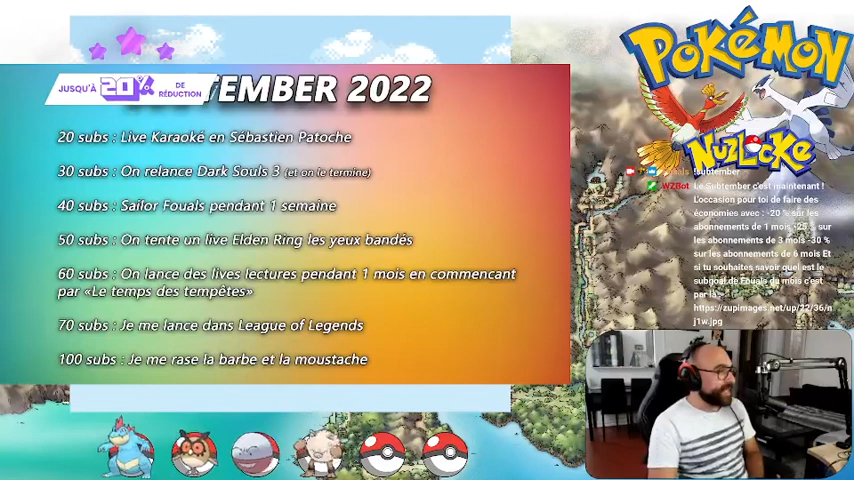 JUSQU'À 20% DE RÉDUCTION
TEMBER 2022
20 subs : Live Karaoké en Sébastien Patoche
30 subs : On relance Dark Souls 3 (et on le termine)
40 subs : Sailor Fouals pendant 1 semaine
50 subs : On tente un live Elden Ring les yeux bandés
60 subs : On lance des lives lectures pendant 1 mois en commencant
par «Le temps des tempêtes»
70 subs : Je me lance dans League of Legends
100 subs : Je me rase la barbe et la moustache
POKÉMON
NUZLOCKE
!subtember
WZBot Le Subtember c'est maintenant !
L'occasion pour toi de faire des
économies avec : -20 % sur les
abonnements de 1 mois -25 % sur
les abonnements de 3 mois -30 %
sur les abonnements de 6 mois Et
si tu souhaites savoir quel est le
subgoal de Fouals du mois c'est
par là >
https://zupimages.net/up/22/36/n
j1w.jpg